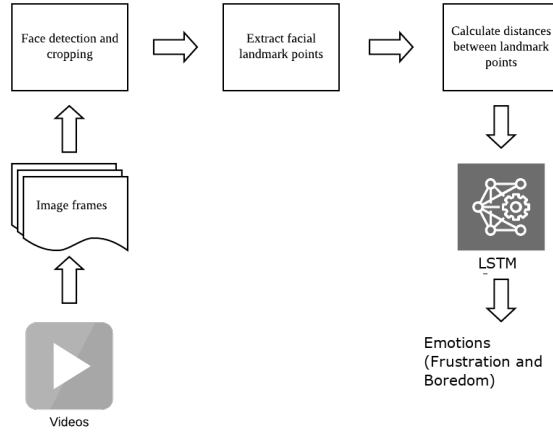 Face detection and
cropping
Extract facial
landmark points
Calculate distances
between landmark
points
Image frames
LSTM
Emotions
(Frustration and
Boredom)
Videos